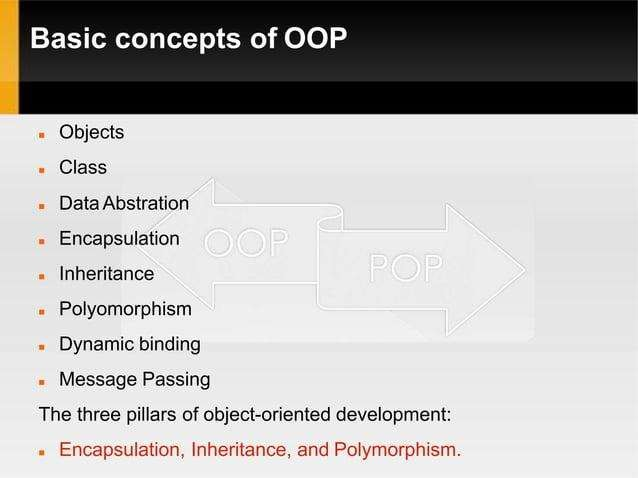 Basic concepts of OOP
Objects
Class
Data Abstration
Encapsulation
Inheritance
Polyomorphism
Dynamic binding
Message Passing
OOP
POP
The three pillars of object-oriented development:
Encapsulation, Inheritance, and Polymorphism.